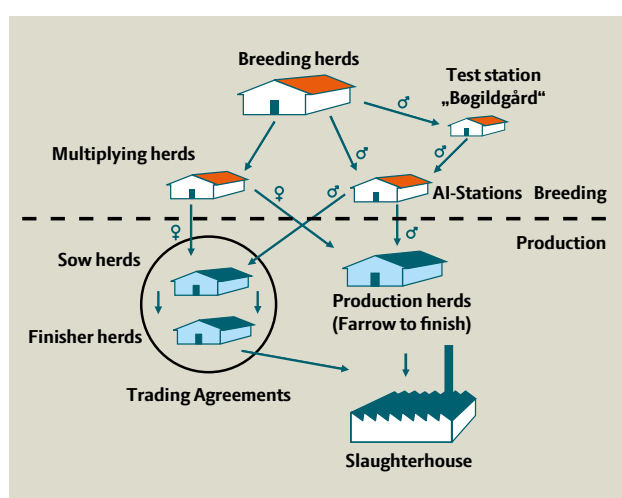 Breeding herds
Test station
„Bøgildgård“
♂
♂
♂
Multiplying herds
♀
♂
AI-Stations Breeding
♀
♂
Production
Sow herds
Production herds
(Farrow to finish)
Finisher herds
Trading Agreements
Slaughterhouse